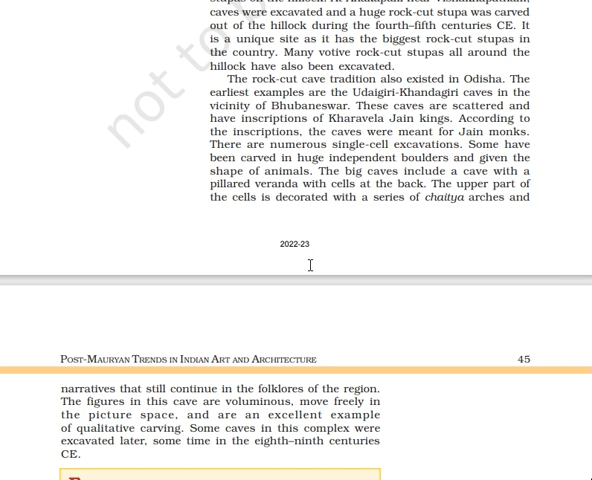 caves were excavated and a huge rock-cut stupa was carved
out of the hillock during the fourth–fifth centuries CE. It
is a unique site as it has the biggest rock-cut stupas in
the country. Many votive rock-cut stupas all around the
hillock have also been excavated.
The rock-cut cave tradition also existed in Odisha. The
earliest examples are the Udaigiri-Khandagiri caves in the
vicinity of Bhubaneswar. These caves are scattered and
have inscriptions of Kharavela Jain kings. According to
the inscriptions, the caves were meant for Jain monks.
There are numerous single-cell excavations. Some have
been carved in huge independent boulders and given the
shape of animals. The big caves include a cave with a
pillared veranda with cells at the back. The upper part of
the cells is decorated with a series of chaitya arches and
not to
2022-23
Post-Mauryan Trends in Indian Art and Architecture 45
narratives that still continue in the folklores of the region.
The figures in this cave are voluminous, move freely in
the picture space, and are an excellent example
of qualitative carving. Some caves in this complex were
excavated later, some time in the eighth–ninth centuries
CE.